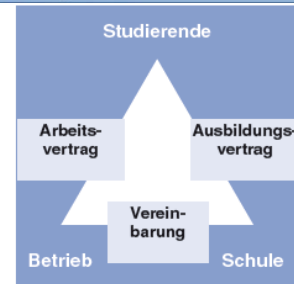 Studierende
Arbeits-
vertrag
Ausbildungs-
vertrag
Verein-
barung
Betrieb
Schule